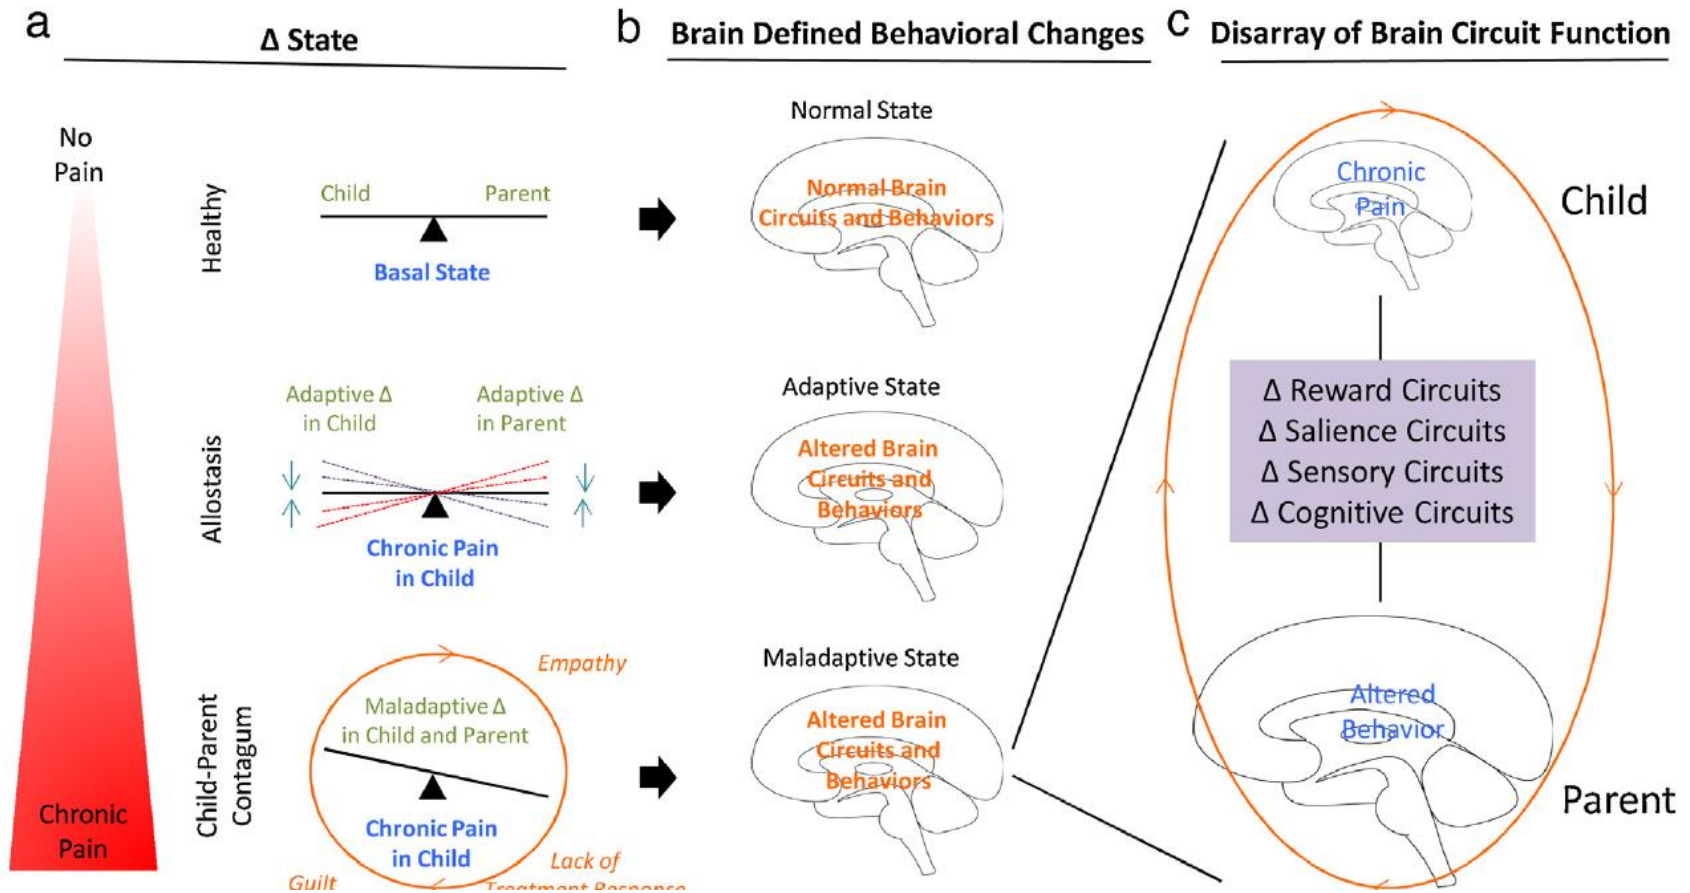 a
Δ State
No
Pain
Chronic
Pain
Healthy
Child
Parent
Basal State
Allostasis
Adaptive Δ
in Child
Adaptive Δ
in Parent
Chronic Pain
in Child
Child-Parent
Contagum
Empathy
Maladaptive Δ
in Child and Parent
Chronic Pain
in Child
Guilt
Lack of
Treatment Response
b
Brain Defined Behavioral Changes
Normal State
Normal Brain
Circuits and Behaviors
Adaptive State
Altered Brain
Circuits and
Behaviors
Maladaptive State
Altered Brain
Circuits and
Behaviors
c
Disarray of Brain Circuit Function
Chronic
Pain
Child
Δ Reward Circuits
Δ Salience Circuits
Δ Sensory Circuits
Δ Cognitive Circuits
Altered
Behavior
Parent